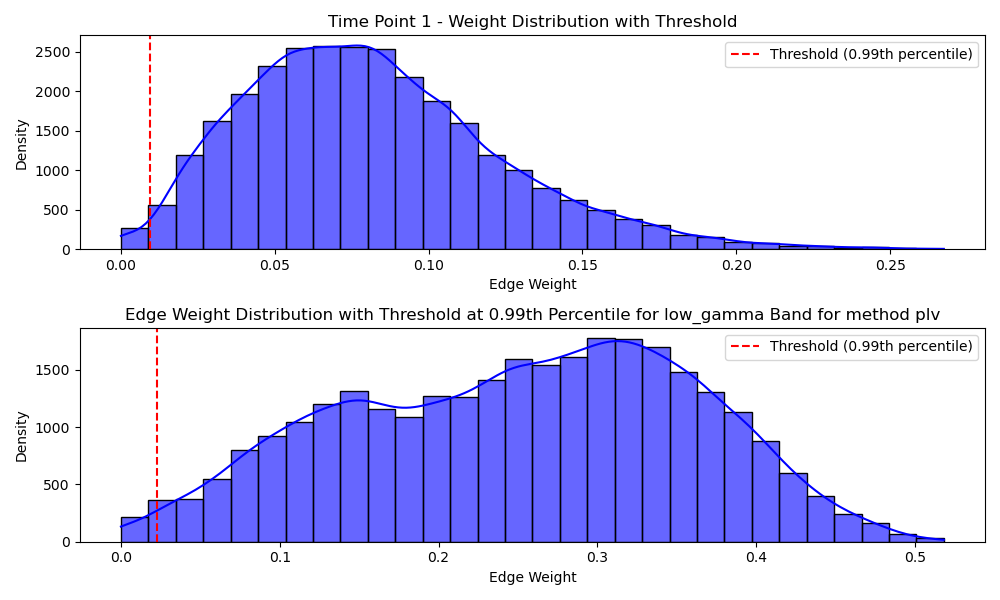 Time Point 1 - Weight Distribution with Threshold
Threshold (0.99th percentile)
Density
2500
2000
1500
1000
500
0
0.00 0.05 0.10 0.15 0.20 0.25
Edge Weight
Edge Weight Distribution with Threshold at 0.99th Percentile for low_gamma Band for method plv
Threshold (0.99th percentile)
Density
1500
1000
500
0
0.0 0.1 0.2 0.3 0.4 0.5
Edge Weight